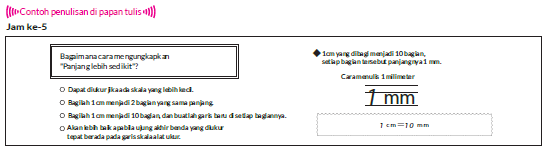 Contoh penulisan di papan tulis
Jam ke-5
Bagaimana cara mengungkapkan
"Panjang lebih sedikit"?
Dapat diukur jika ada skala yang lebih kecil.
Bagilah 1 cm menjadi 2 bagian yang sama panjang.
Bagilah 1 cm menjadi 10 bagian, dan buatlah garis baru di setiap bagiannya.
Akan lebih baik apabila ujung akhir benda yang diukur
tepat berada pada garis skala alat ukur.
1 cm yang dibagi menjadi 10 bagian,
setiap bagian tersebut panjangnya 1 mm.
Cara menulis 1 milimeter
1 mm
1 cm = 10 mm